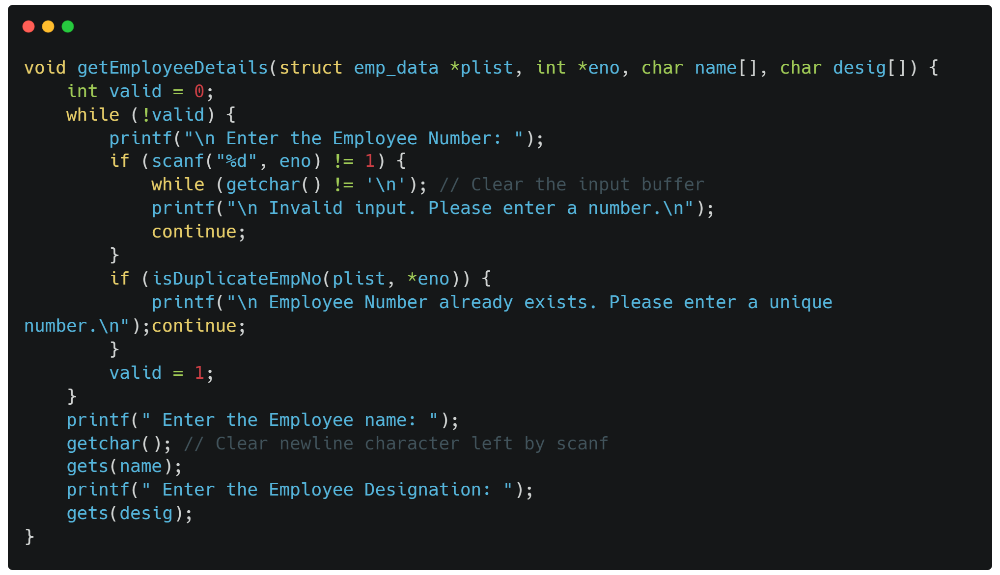 void getEmployeeDetails(struct emp_data *plist, int *eno, char name[], char desig[]) {
    int valid = 0;
    while (!valid) {
        printf("\n Enter the Employee Number: ");
        if (scanf("%d", eno) != 1) {
            while (getchar() != '\n'); // Clear the input buffer
            printf("\n Invalid input. Please enter a number.\n");
            continue;
        }
        if (isDuplicateEmpNo(plist, *eno)) {
            printf("\n Employee Number already exists. Please enter a unique
number.\n");continue;
        }
        valid = 1;
    }
    printf(" Enter the Employee name: ");
    getchar(); // Clear newline character left by scanf
    gets(name);
    printf(" Enter the Employee Designation: ");
    gets(desig);
}